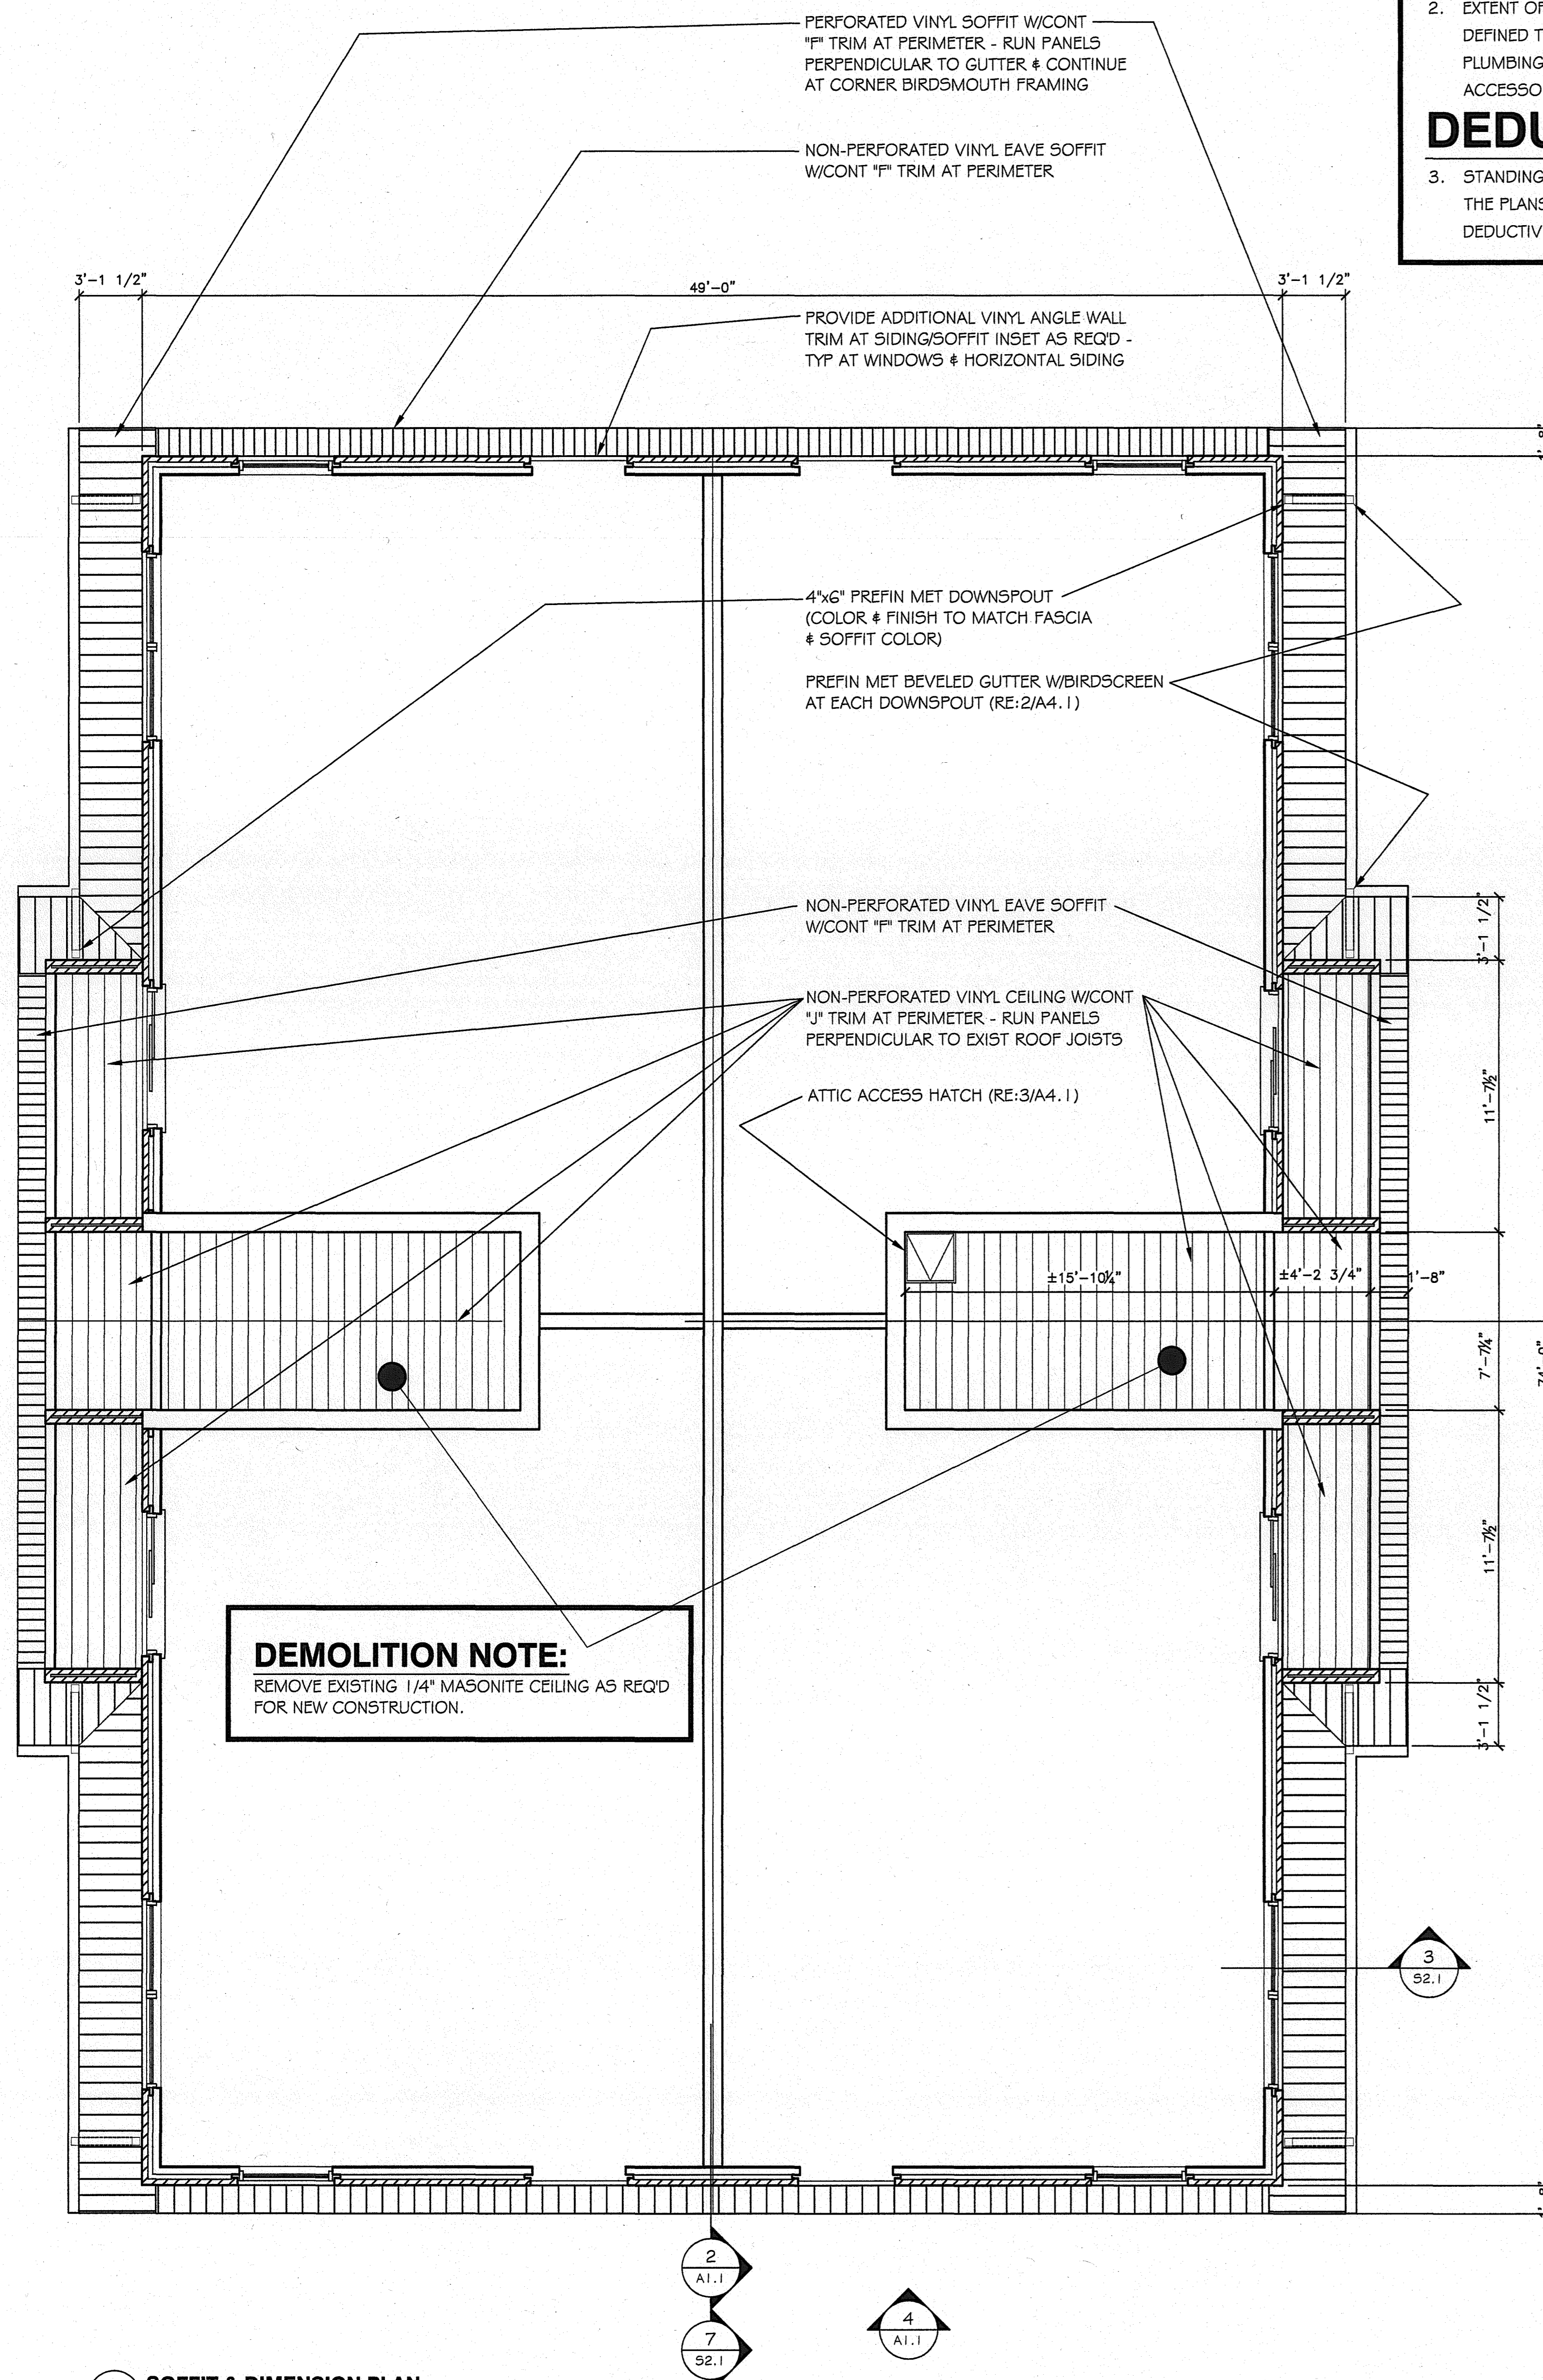 PERFORATED VINYL SOFFIT W/CONT
"F" TRIM AT PERIMETER - RUN PANELS
PERPENDICULAR TO GUTTER & CONTINUE
AT CORNER BIRDSMOUTH FRAMING
2. EXTENT OF
DEFINED T
PLUMBING
ACCESSO
DEDU
3. STANDING
THE PLANS
DEDUCTIV
NON-PERFORATED VINYL EAVE SOFFIT
W/CONT "F" TRIM AT PERIMETER
3'-1 1/2"
49'-0"
3'-1 1/2"
PROVIDE ADDITIONAL VINYL ANGLE WALL
TRIM AT SIDING/SOFFIT INSET AS REQ'D -
TYP AT WINDOWS & HORIZONTAL SIDING
4"x6" PREFIN MET DOWNSPOUT
(COLOR & FINISH TO MATCH FASCIA
& SOFFIT COLOR)
PREFIN MET BEVELED GUTTER W/BIRDSCREEN
AT EACH DOWNSPOUT (RE:2/A4.1)
NON-PERFORATED VINYL EAVE SOFFIT
W/CONT "F" TRIM AT PERIMETER
3'-1 1/2"
NON-PERFORATED VINYL CEILING W/CONT
"J" TRIM AT PERIMETER - RUN PANELS
PERPENDICULAR TO EXIST ROOF JOISTS
11'-7½"
ATTIC ACCESS HATCH (RE:3/A4.1)
±15'-10¼"
±4'-2 3/4"
1'-8"
7'-7¼"
74'-0"
11'-7½"
DEMOLITION NOTE:
REMOVE EXISTING 1/4" MASONITE CEILING AS REQ'D
FOR NEW CONSTRUCTION.
3'-1 1/2"
3
S2.1
2
A1.1
4
A1.1
7
S2.1
SOFFIT & DIMENSION PLAN